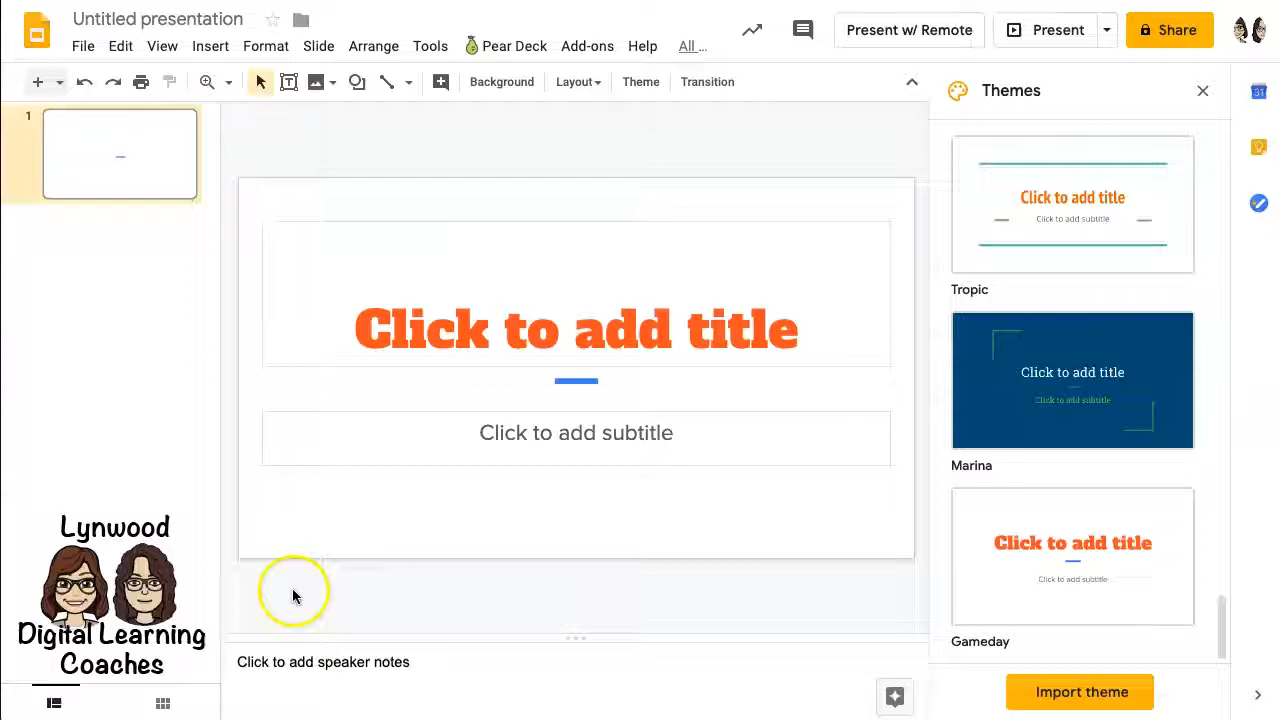 Untitled presentation
File Edit View Insert Format Slide Arrange Tools Pear Deck Add-ons Help All ...
Present w/ Remote
Present
Share
Background Layout Theme Transition
1
Click to add title
Click to add subtitle
Click to add speaker notes
Themes
Click to add title
Click to add subtitle
Tropic
Click to add title
Click to add subtitle
Marina
Click to add title
Click to add subtitle
Gameday
Import theme
31
Lynwood
Digital Learning
Coaches